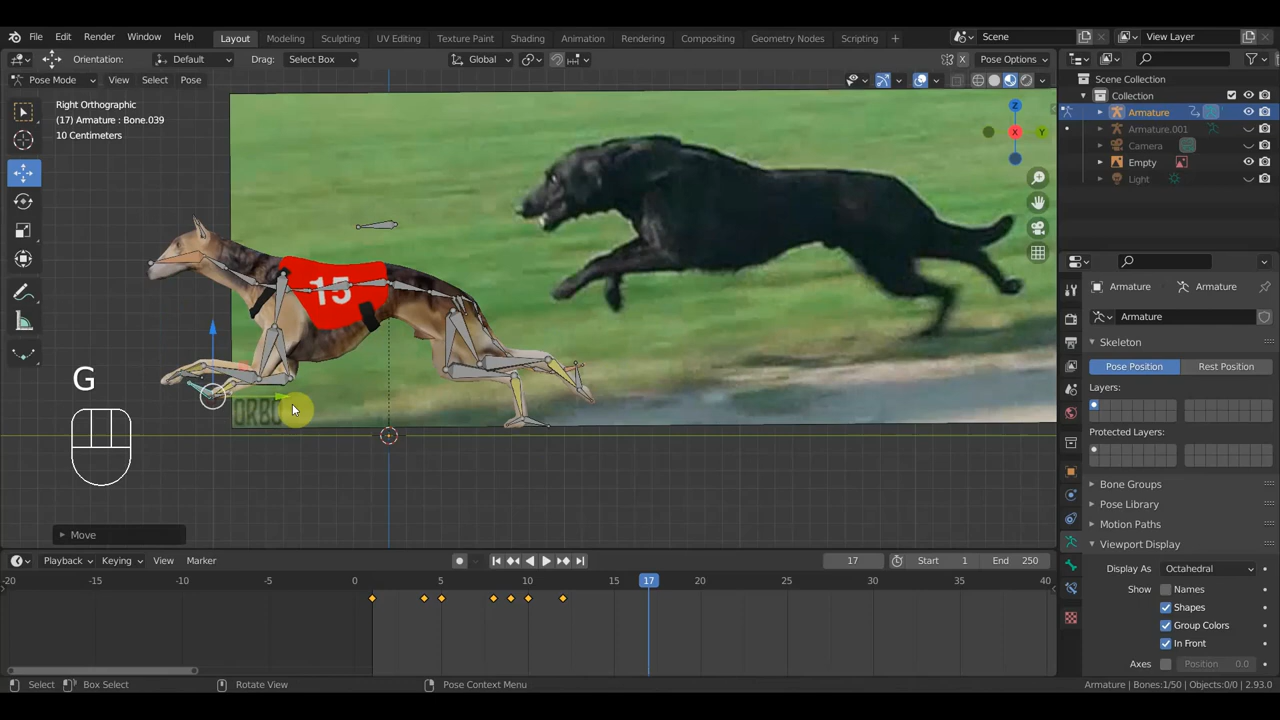 File Edit Render Window Help Layout Modeling Sculpting UV Editing Texture Paint Shading Animation Rendering Compositing Geometry Nodes Scripting + Scene View Layer
Orientation: Default Drag: Select Box Global X Pose Options
Pose Mode View Select Pose
Scene Collection
Collection
Armature
Armature.001
Camera
Empty
Light
Right Orthographic
(17) Armature : Bone.039
10 Centimeters
Z
Y
X
15
G
ORBO
Move
Armature Armature
Armature
Skeleton
Pose Position Rest Position
Layers:
Protected Layers:
Bone Groups
Pose Library
Motion Paths
Viewport Display
Display As Octahedral
Show Names
Shapes
Group Colors
In Front
Axes Position 0.0
Playback Keying View Marker 17 Start 1 End 250
-20 -15 -10 -5 0 5 10 15 17 20 25 30 35 40
Select Box Select Rotate View Pose Context Menu Armature | Bones:1/50 | Objects:0/0 | 2.93.0